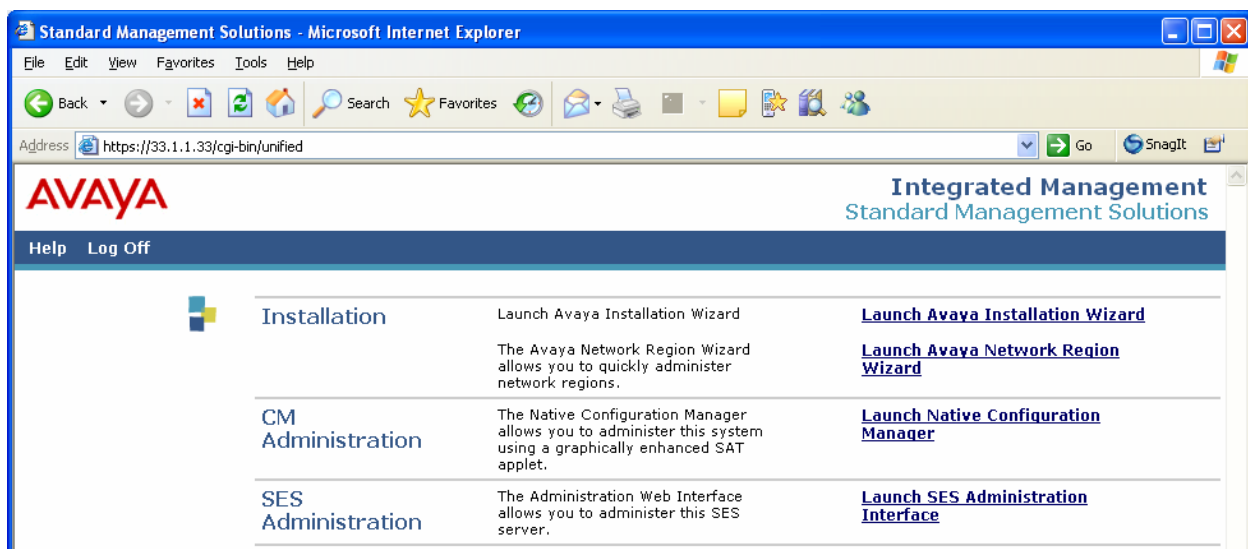 Standard Management Solutions - Microsoft Internet Explorer
File Edit View Favorites Tools Help
Back Search Favorites
Address https://33.1.1.33/cgi-bin/unified Go SnagIt
AVAYA
Integrated Management
Standard Management Solutions
Help Log Off
Installation
Launch Avaya Installation Wizard
Launch Avaya Installation Wizard
The Avaya Network Region Wizard
allows you to quickly administer
network regions.
Launch Avaya Network Region
Wizard
CM
Administration
The Native Configuration Manager
allows you to administer this system
using a graphically enhanced SAT
applet.
Launch Native Configuration
Manager
SES
Administration
The Administration Web Interface
allows you to administer this SES
server.
Launch SES Administration
Interface